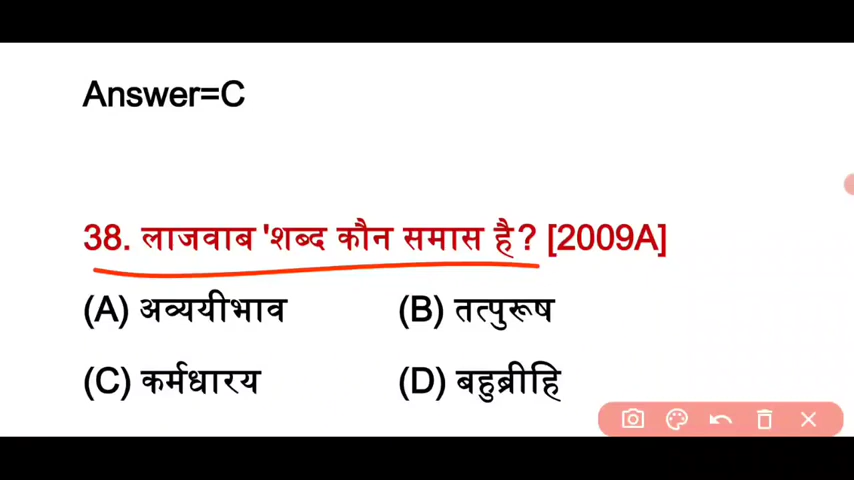 Answer=C
38. लाजवाब 'शब्द कौन समास है? [2009A]
(A) अव्ययीभाव (B) तत्पुरूष
(C) कर्मधारय (D) बहुब्रीहि